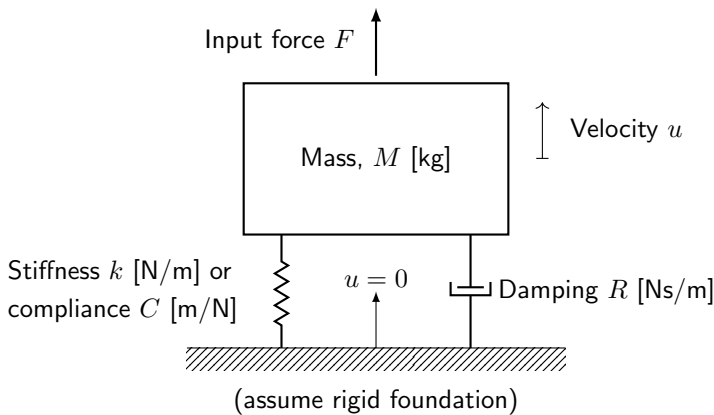 Input force F
Mass, M [kg]
Velocity u
Stiffness k [N/m] or
compliance C [m/N]
u = 0
Damping R [Ns/m]
(assume rigid foundation)